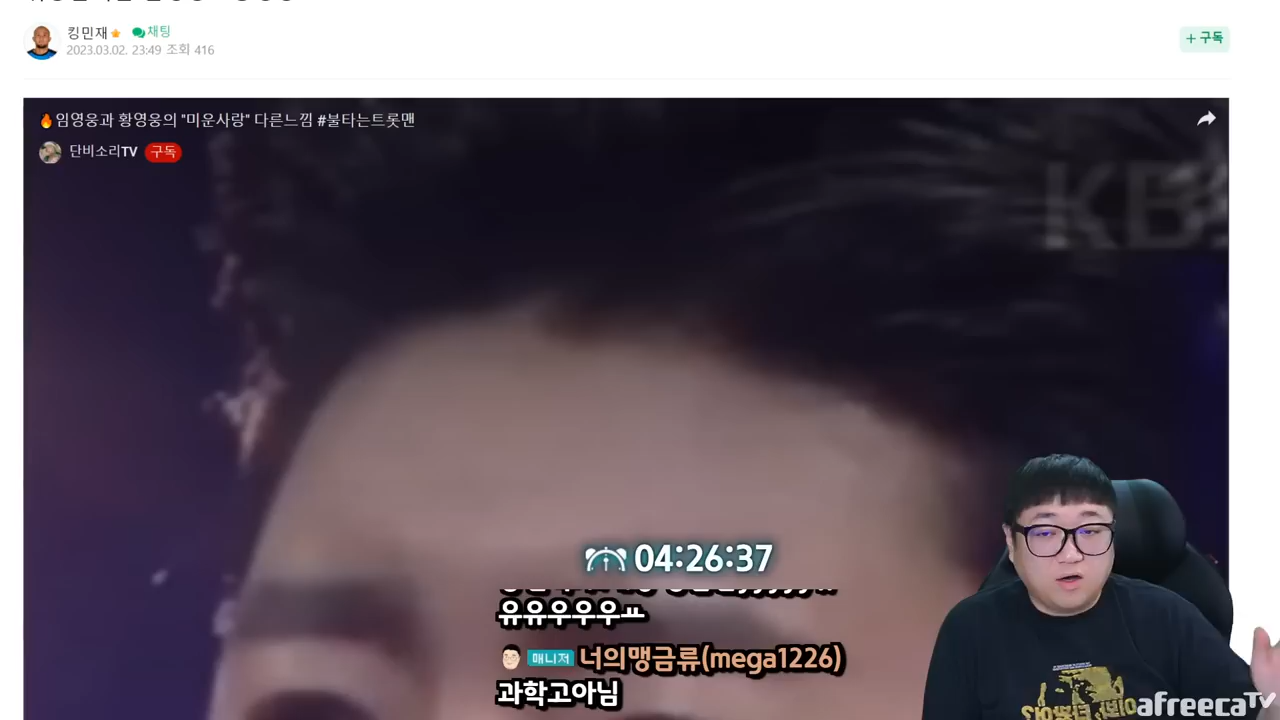 킹민재 채팅
2023.03.02. 23:49 조회 416
+ 구독
🔥임영웅과 황영웅의 "미운사랑" 다른느낌 #불타는트롯맨
단비소리TV 구독
KBS
04:26:37
유유우우우ㅛ
매니저 너의맹금류(mega1226)
과학고아님
afreecaTV